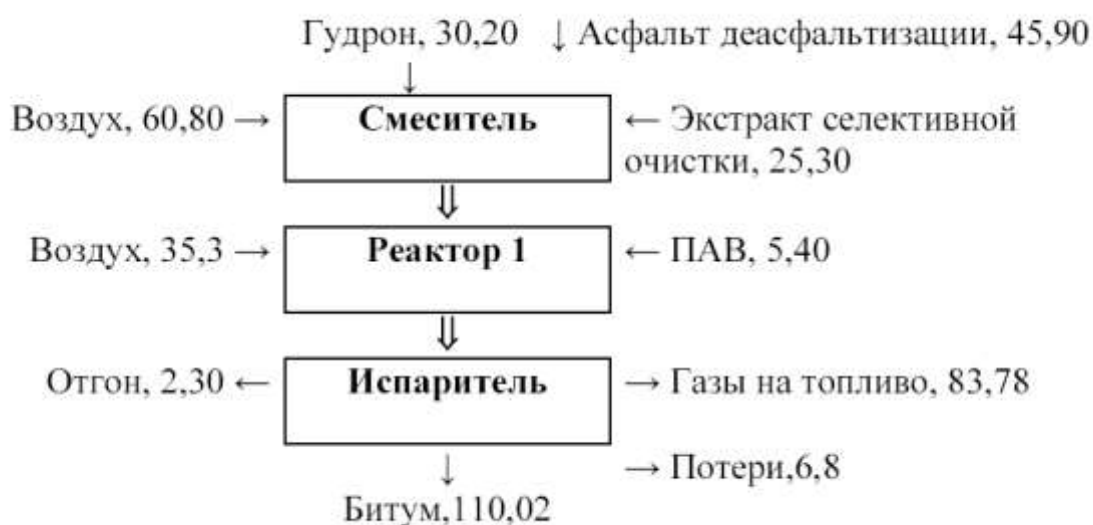 Гудрон, 30,20 ↓ Асфальт деасфальтизации, 45,90
↓
Воздух, 60,80 → Смеситель ← Экстракт селективной
очистки, 25,30
⇓
Воздух, 35,3 → Реактор 1 ← ПАВ, 5,40
⇓
Отгон, 2,30 ← Испаритель → Газы на топливо, 83,78
↓ → Потери,6,8
Битум,110,02